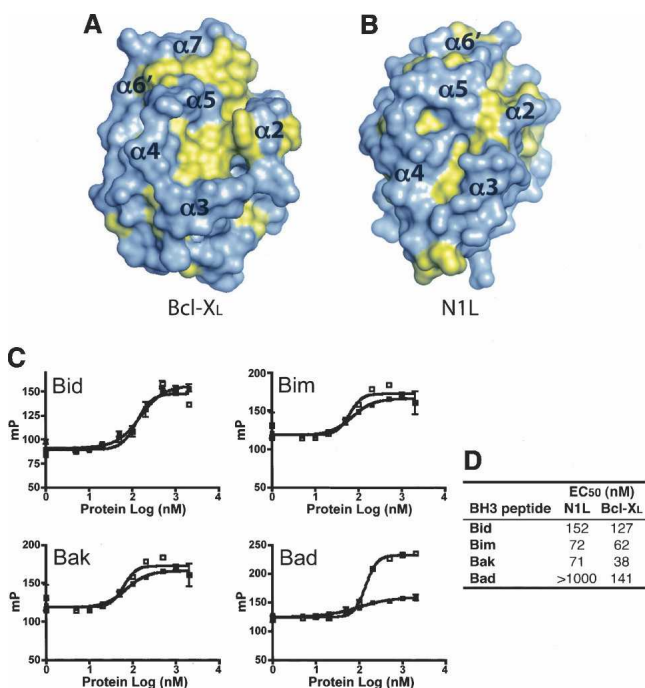 A
B
α7
α6'
α5
α2
α4
α3
Bcl-XL
α6'
α5
α2
α4
α3
N1L
C
Bid
mP
150
125
100
75
50
0 1 2 3 4
Protein Log (nM)
Bim
mP
200
150
100
50
0 1 2 3 4
Protein Log (nM)
Bak
mP
200
150
100
50
0 1 2 3 4
Protein Log (nM)
Bad
mP
250
200
150
100
50
0 1 2 3 4
Protein Log (nM)
D
EC50 (nM)
BH3 peptide N1L Bcl-XL
Bid 152 127
Bim 72 62
Bak 71 38
Bad >1000 141